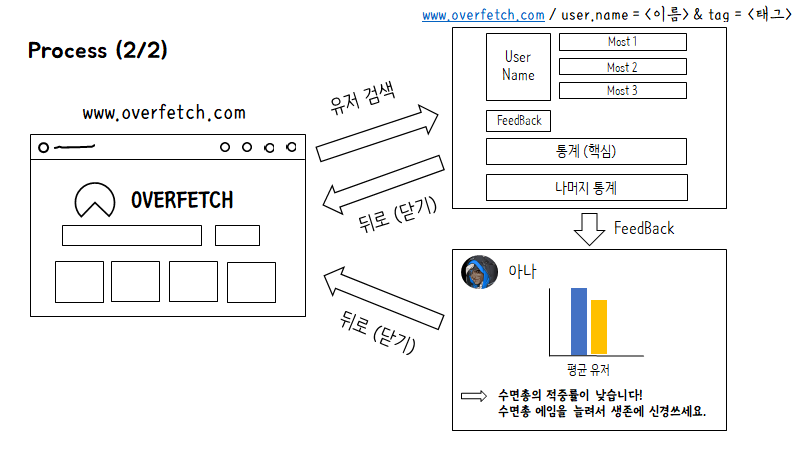 www.overfetch.com / user.name = <이름> & tag = <태그>
Process (2/2)
www.overfetch.com
OVERFETCH
유저 검색
뒤로 (닫기)
뒤로 (닫기)
User
Name
Most 1
Most 2
Most 3
FeedBack
통계 (핵심)
나머지 통계
FeedBack
아나
평균 유저
수면총의 적중률이 낮습니다!
수면총 에임을 늘려서 생존에 신경쓰세요.